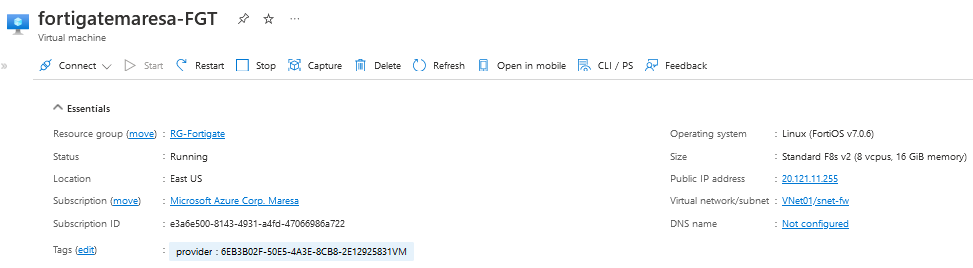 fortigatemaresa-FGT
Virtual machine
Connect Start Restart Stop Capture Delete Refresh Open in mobile CLI / PS Feedback
Essentials
Resource group (move) : RG-Fortigate
Status : Running
Location : East US
Subscription (move) : Microsoft Azure Corp. Maresa
Subscription ID : e3a6e500-8143-4931-a4fd-47066986a722
Operating system : Linux (FortiOS v7.0.6)
Size : Standard F8s v2 (8 vcpus, 16 GiB memory)
Public IP address : 20.121.11.255
Virtual network/subnet : VNet01/snet-fw
DNS name : Not configured
Tags (edit) : provider : 6EB3B02F-50E5-4A3E-8CB8-2E12925831VM